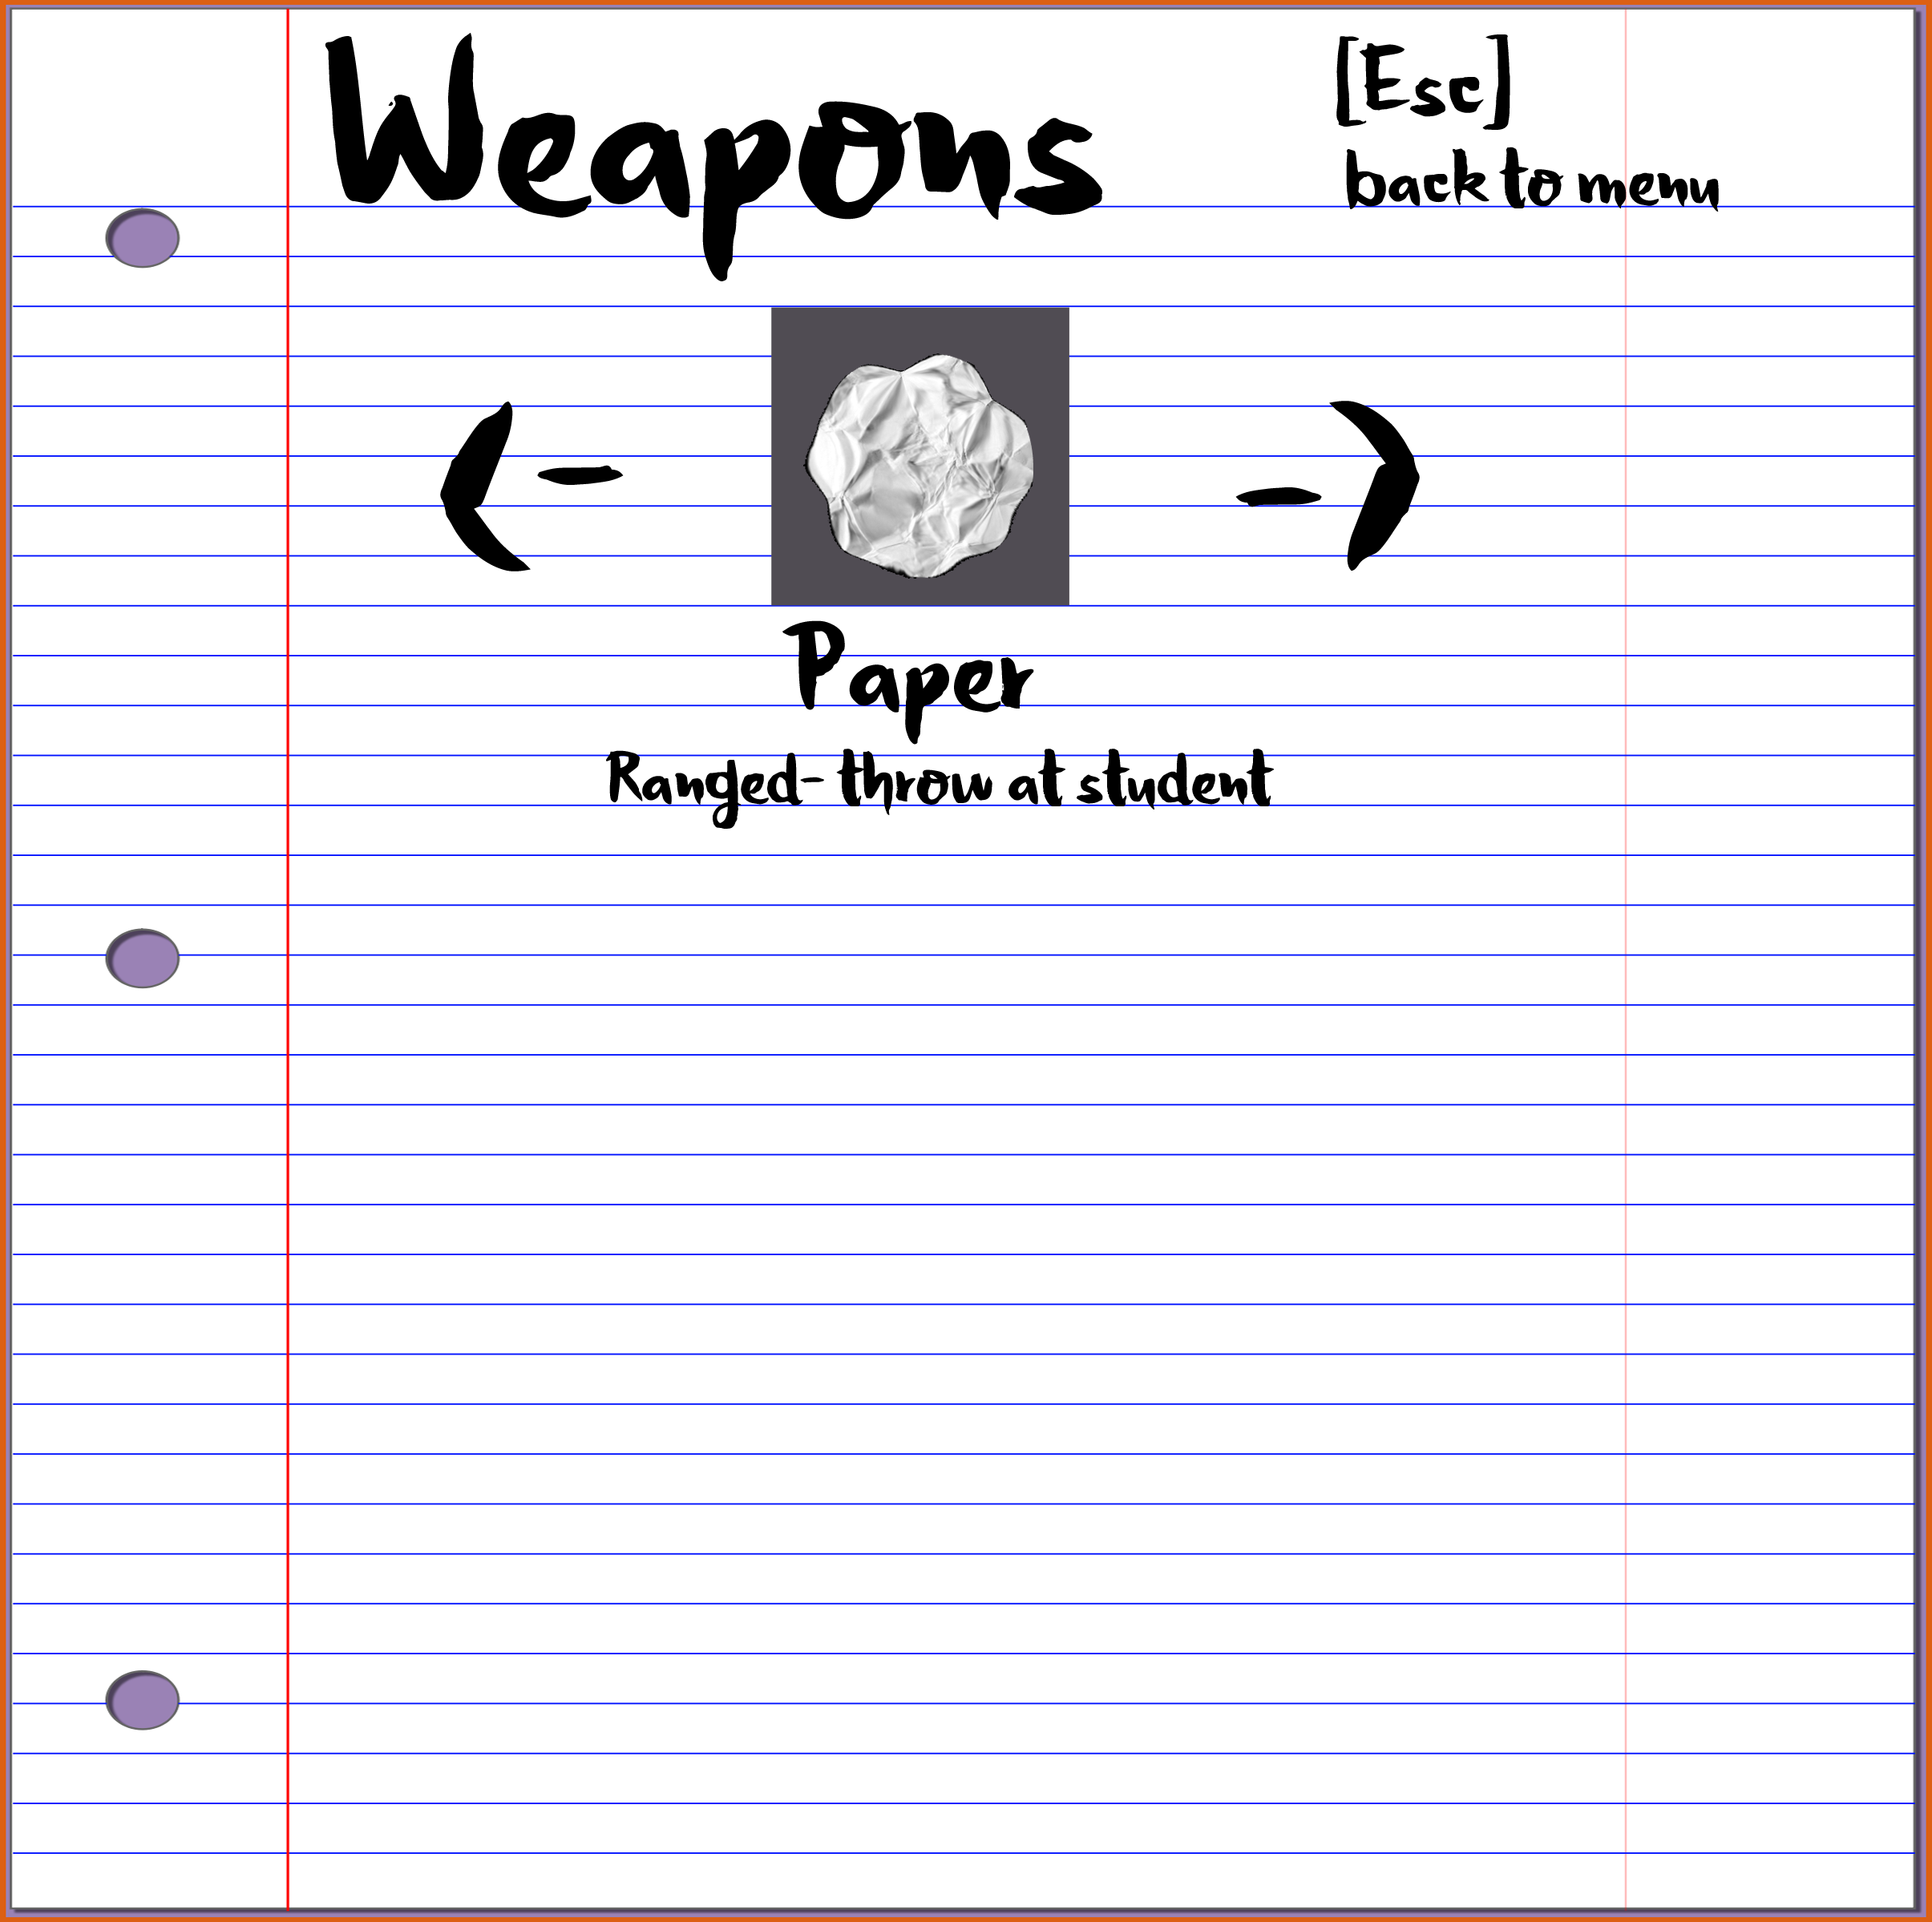 Weapons
[Esc]
back to menu
<- ->
Paper
Ranged- throw at student